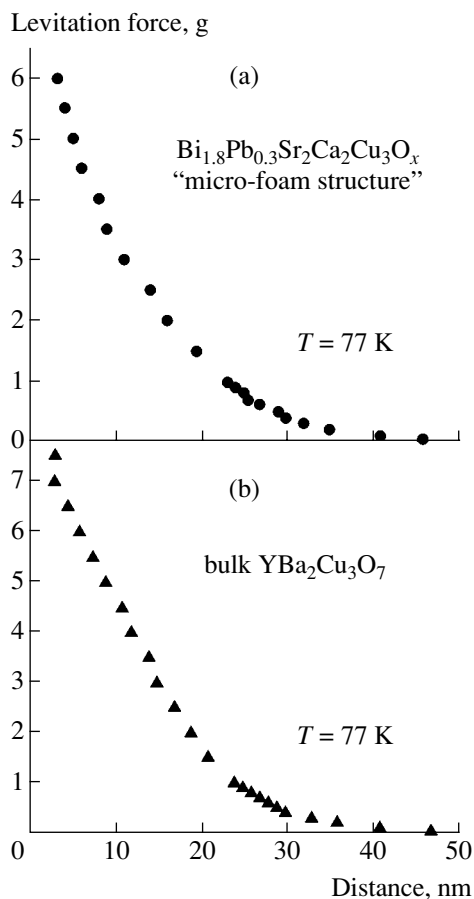 Levitation force, g
(a)
6
Bi₁.₈Pb₀.₃Sr₂Ca₂Cu₃Oₓ
5
“micro-foam structure”
4
3
2
T = 77 K
1
0
(b)
7
6
bulk YBa₂Cu₃O₇
5
4
3
2
T = 77 K
1
0 10 20 30 40 50
Distance, nm